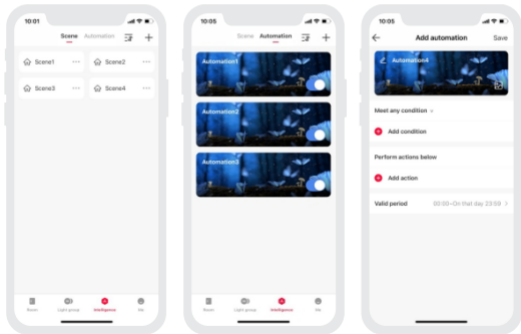 10:01
Scene Automation
Scene1
Scene2
Scene3
Scene4
Room Light group Intelligence Me
10:05
Scene Automation
Automation1
Automation2
Automation3
Room Light group Intelligence Me
10:05
Add automation Save
Automation4
Meet any condition
Add condition
Perform actions below
Add action
Valid period 00:00~On that day 23:59